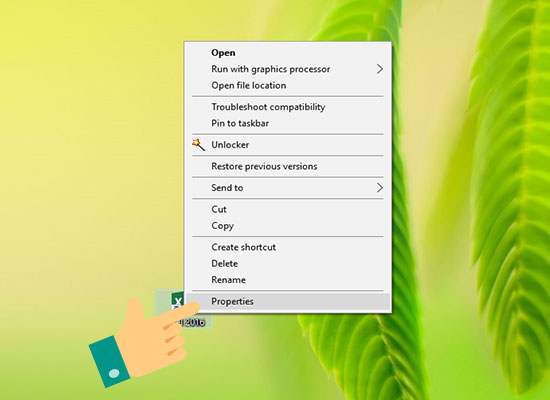 Open
Run with graphics processor
Open file location
Troubleshoot compatibility
Pin to taskbar
Unlocker
Restore previous versions
Send to
Cut
Copy
Create shortcut
Delete
Rename
Properties
2016